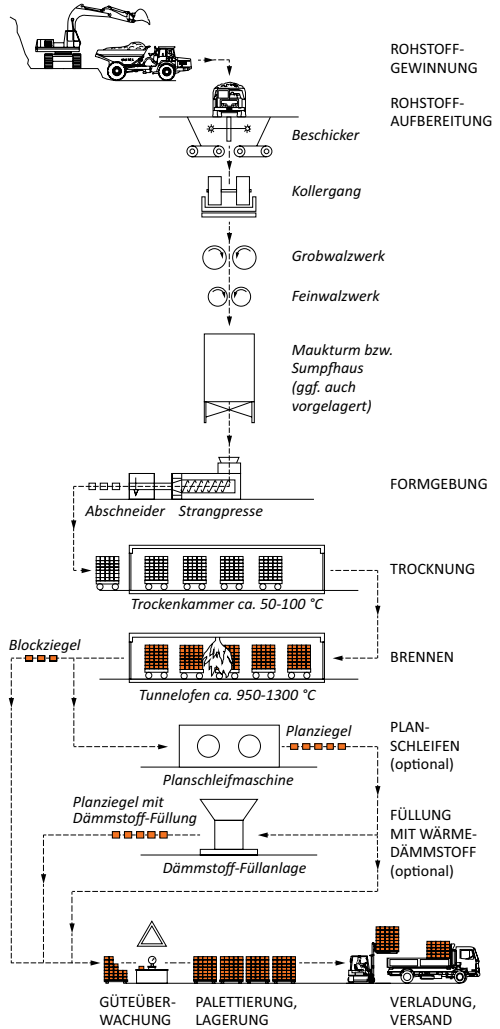 ROHSTOFF-
GEWINNUNG
ROHSTOFF-
AUFBEREITUNG
Beschicker
Kollergang
Grobwalzwerk
Feinwalzwerk
Maukturm bzw.
Sumpfhaus
(ggf. auch
vorgelagert)
FORMGEBUNG
Abschneider
Strangpresse
TROCKNUNG
Trockenkammer ca. 50-100 °C
Blockziegel
BRENNEN
Tunnelofen ca. 950-1300 °C
Planziegel
PLAN-
SCHLEIFEN
(optional)
Planschleifmaschine
Planziegel mit
Dämmstoff-Füllung
FÜLLUNG
MIT WÄRME-
DÄMMSTOFF
(optional)
Dämmstoff-Füllanlage
GÜTEÜBER-
WACHUNG
PALETTIERUNG,
LAGERUNG
VERLADUNG,
VERSAND